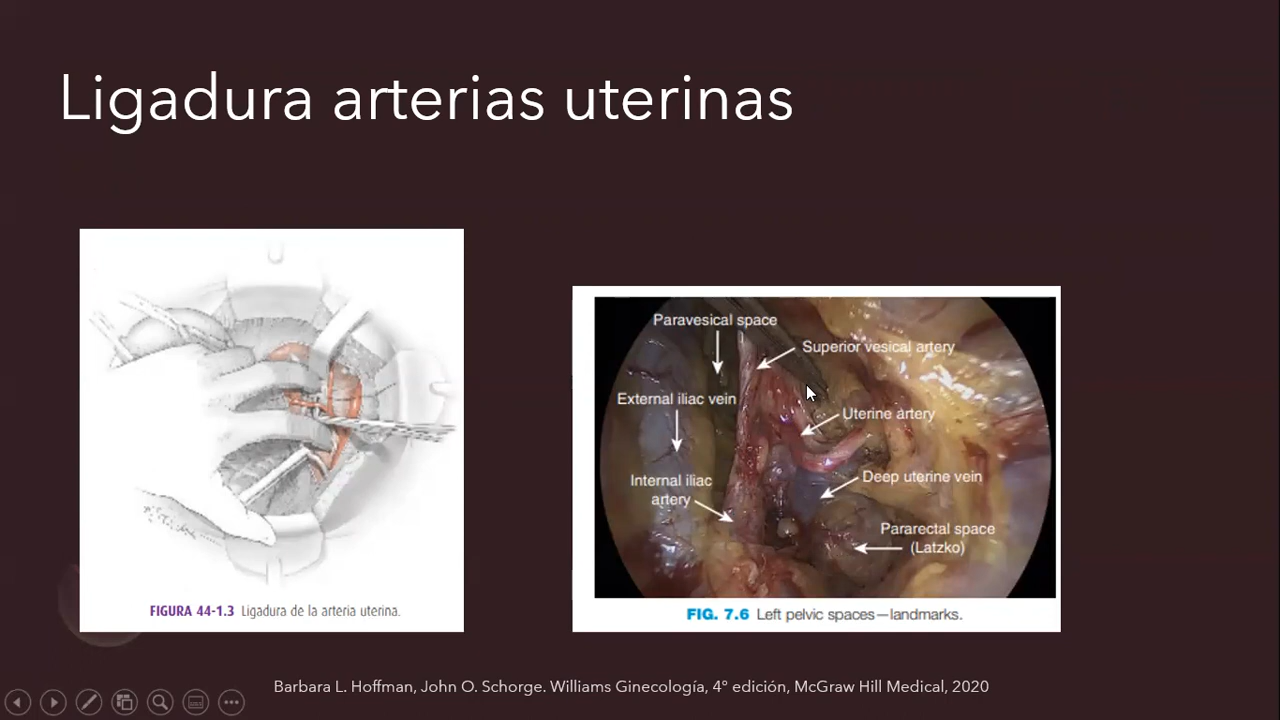 Ligadura arterias uterinas
FIGURA 44-1.3 Ligadura de la arteria uterina.
Paravesical space
Superior vesical artery
External iliac vein
Uterine artery
Internal iliac
artery
Deep uterine vein
Pararectal space
(Latzko)
FIG. 7.6 Left pelvic spaces—landmarks.
Barbara L. Hoffman, John O. Schorge. Williams Ginecología, 4° edición, McGraw Hill Medical, 2020